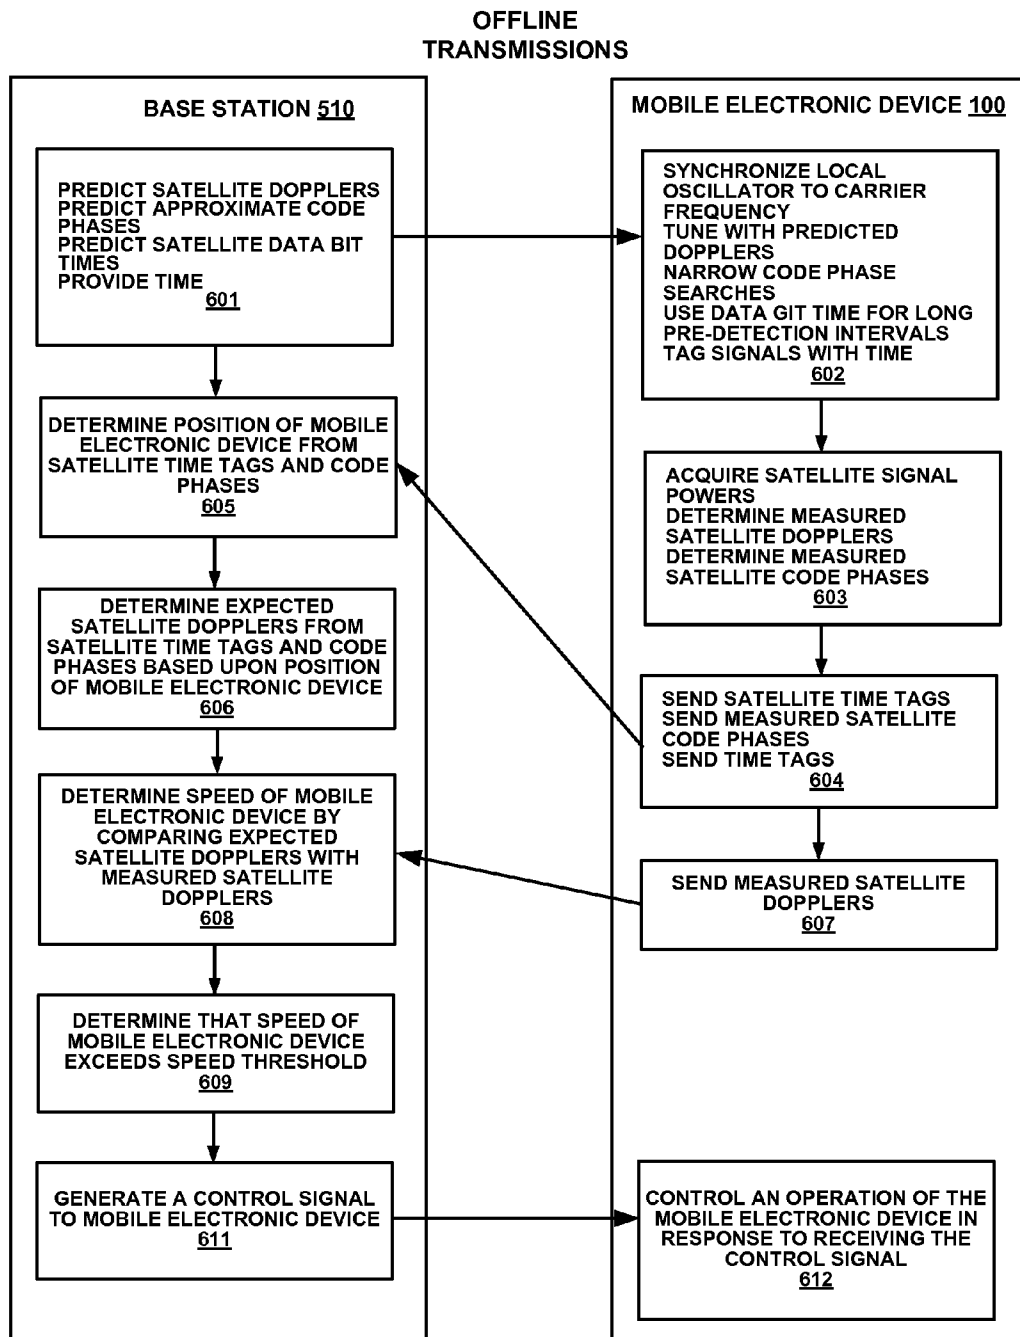 OFFLINE
TRANSMISSIONS
BASE STATION 510
PREDICT SATELLITE DOPPLERS
PREDICT APPROXIMATE CODE
PHASES
PREDICT SATELLITE DATA BIT
TIMES
PROVIDE TIME
601
DETERMINE POSITION OF MOBILE
ELECTRONIC DEVICE FROM
SATELLITE TIME TAGS AND CODE
PHASES
605
DETERMINE EXPECTED
SATELLITE DOPPLERS FROM
SATELLITE TIME TAGS AND CODE
PHASES BASED UPON POSITION
OF MOBILE ELECTRONIC DEVICE
606
DETERMINE SPEED OF MOBILE
ELECTRONIC DEVICE BY
COMPARING EXPECTED
SATELLITE DOPPLERS WITH
MEASURED SATELLITE
DOPPLERS
608
DETERMINE THAT SPEED OF
MOBILE ELECTRONIC DEVICE
EXCEEDS SPEED THRESHOLD
609
GENERATE A CONTROL SIGNAL
TO MOBILE ELECTRONIC DEVICE
611
MOBILE ELECTRONIC DEVICE 100
SYNCHRONIZE LOCAL
OSCILLATOR TO CARRIER
FREQUENCY
TUNE WITH PREDICTED
DOPPLERS
NARROW CODE PHASE
SEARCHES
USE DATA GIT TIME FOR LONG
PRE-DETECTION INTERVALS
TAG SIGNALS WITH TIME
602
ACQUIRE SATELLITE SIGNAL
POWERS
DETERMINE MEASURED
SATELLITE DOPPLERS
DETERMINE MEASURED
SATELLITE CODE PHASES
603
SEND SATELLITE TIME TAGS
SEND MEASURED SATELLITE
CODE PHASES
SEND TIME TAGS
604
SEND MEASURED SATELLITE
DOPPLERS
607
CONTROL AN OPERATION OF THE
MOBILE ELECTRONIC DEVICE IN
RESPONSE TO RECEIVING THE
CONTROL SIGNAL
612